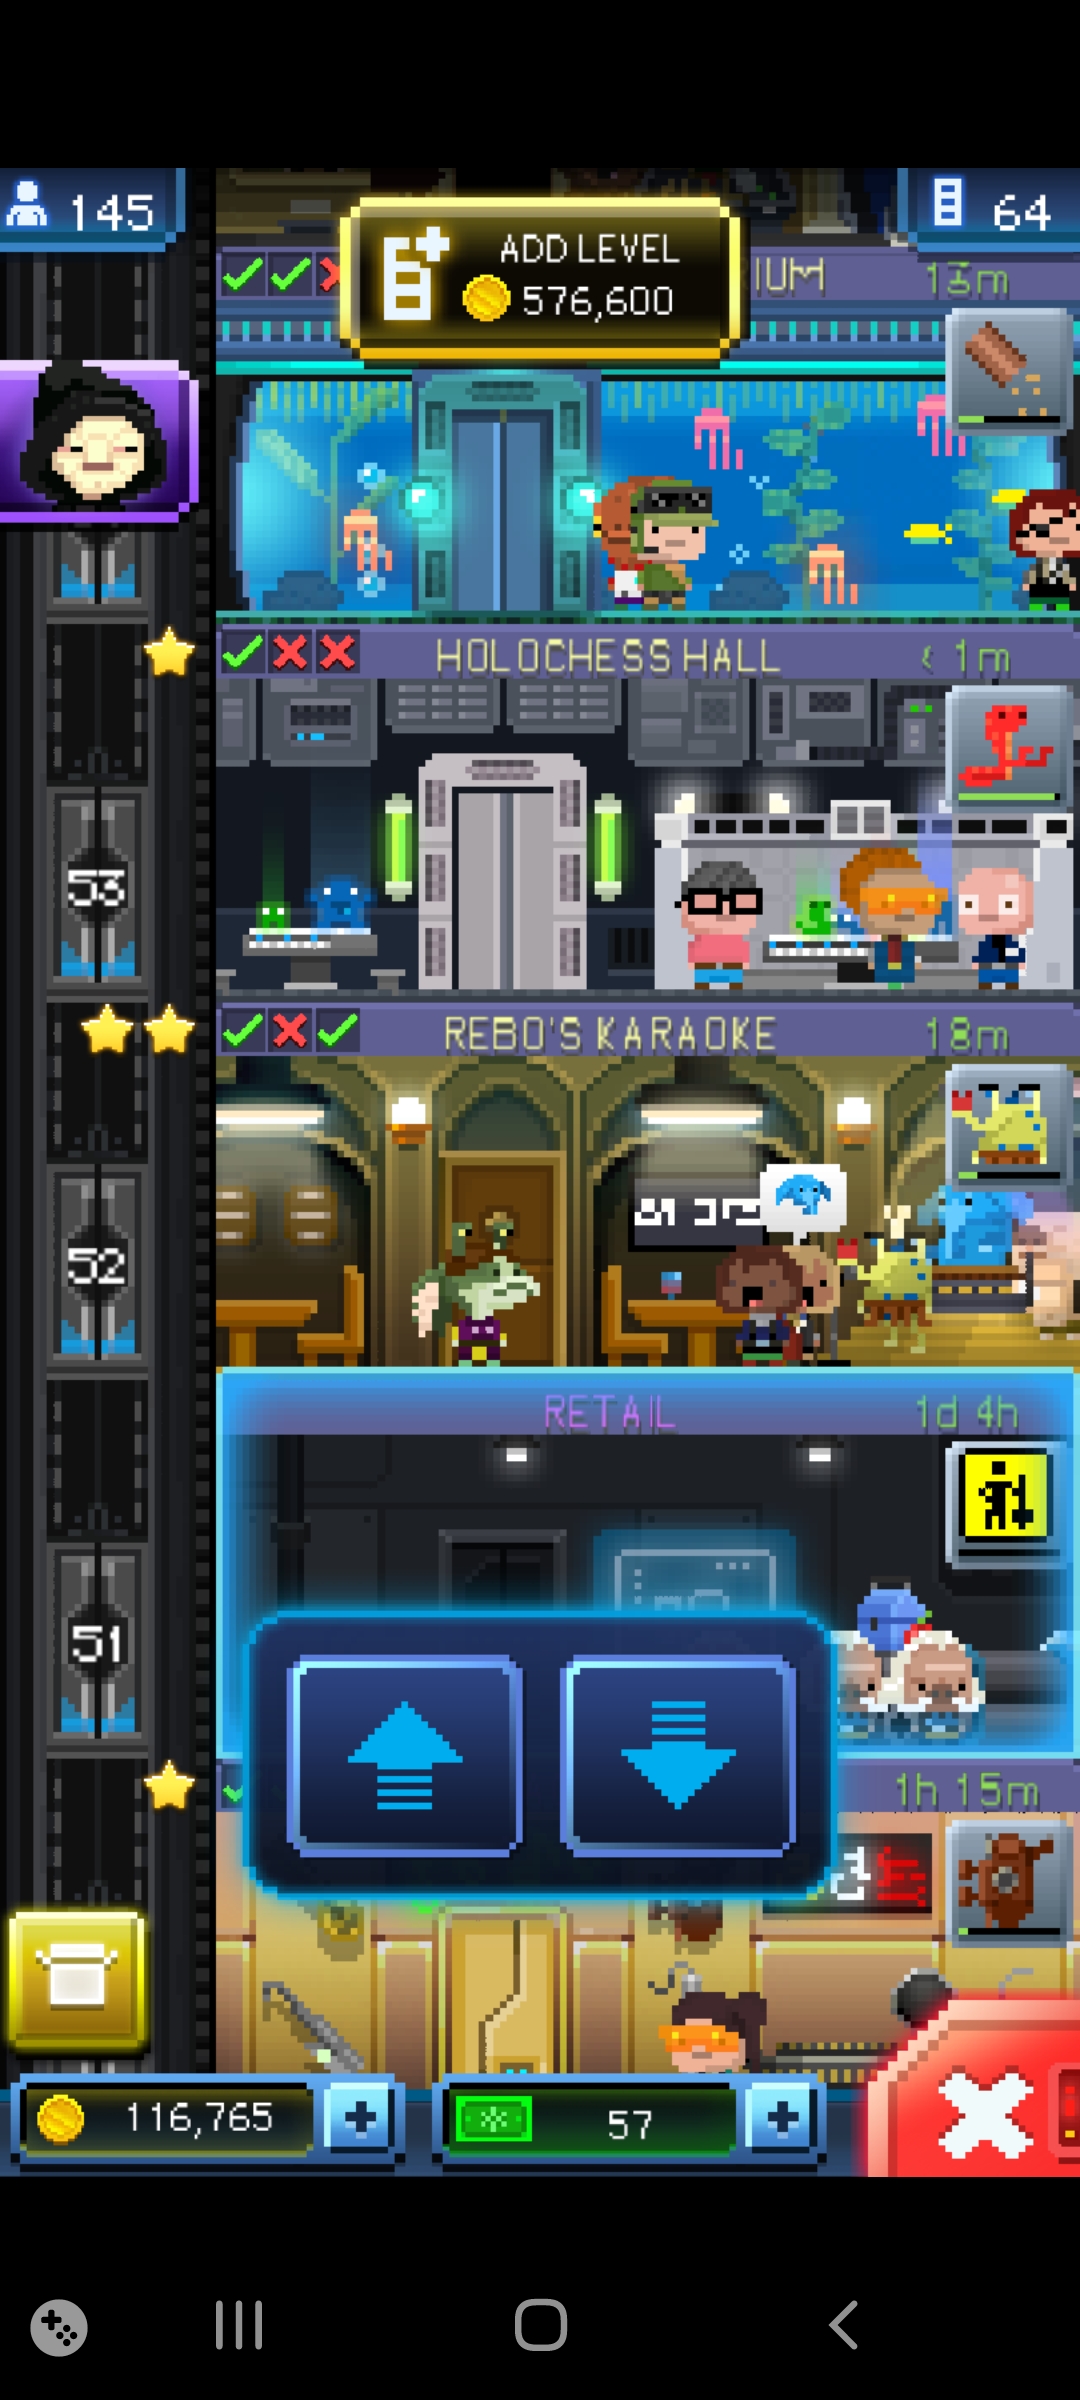 145
64
ADD LEVEL
576,600
IUM
13m
HOLOCHESS HALL
< 1m
53
REBO'S KARAOKE
18m
52
RETAIL
1d 4h
51
1h 15m
116,765
57